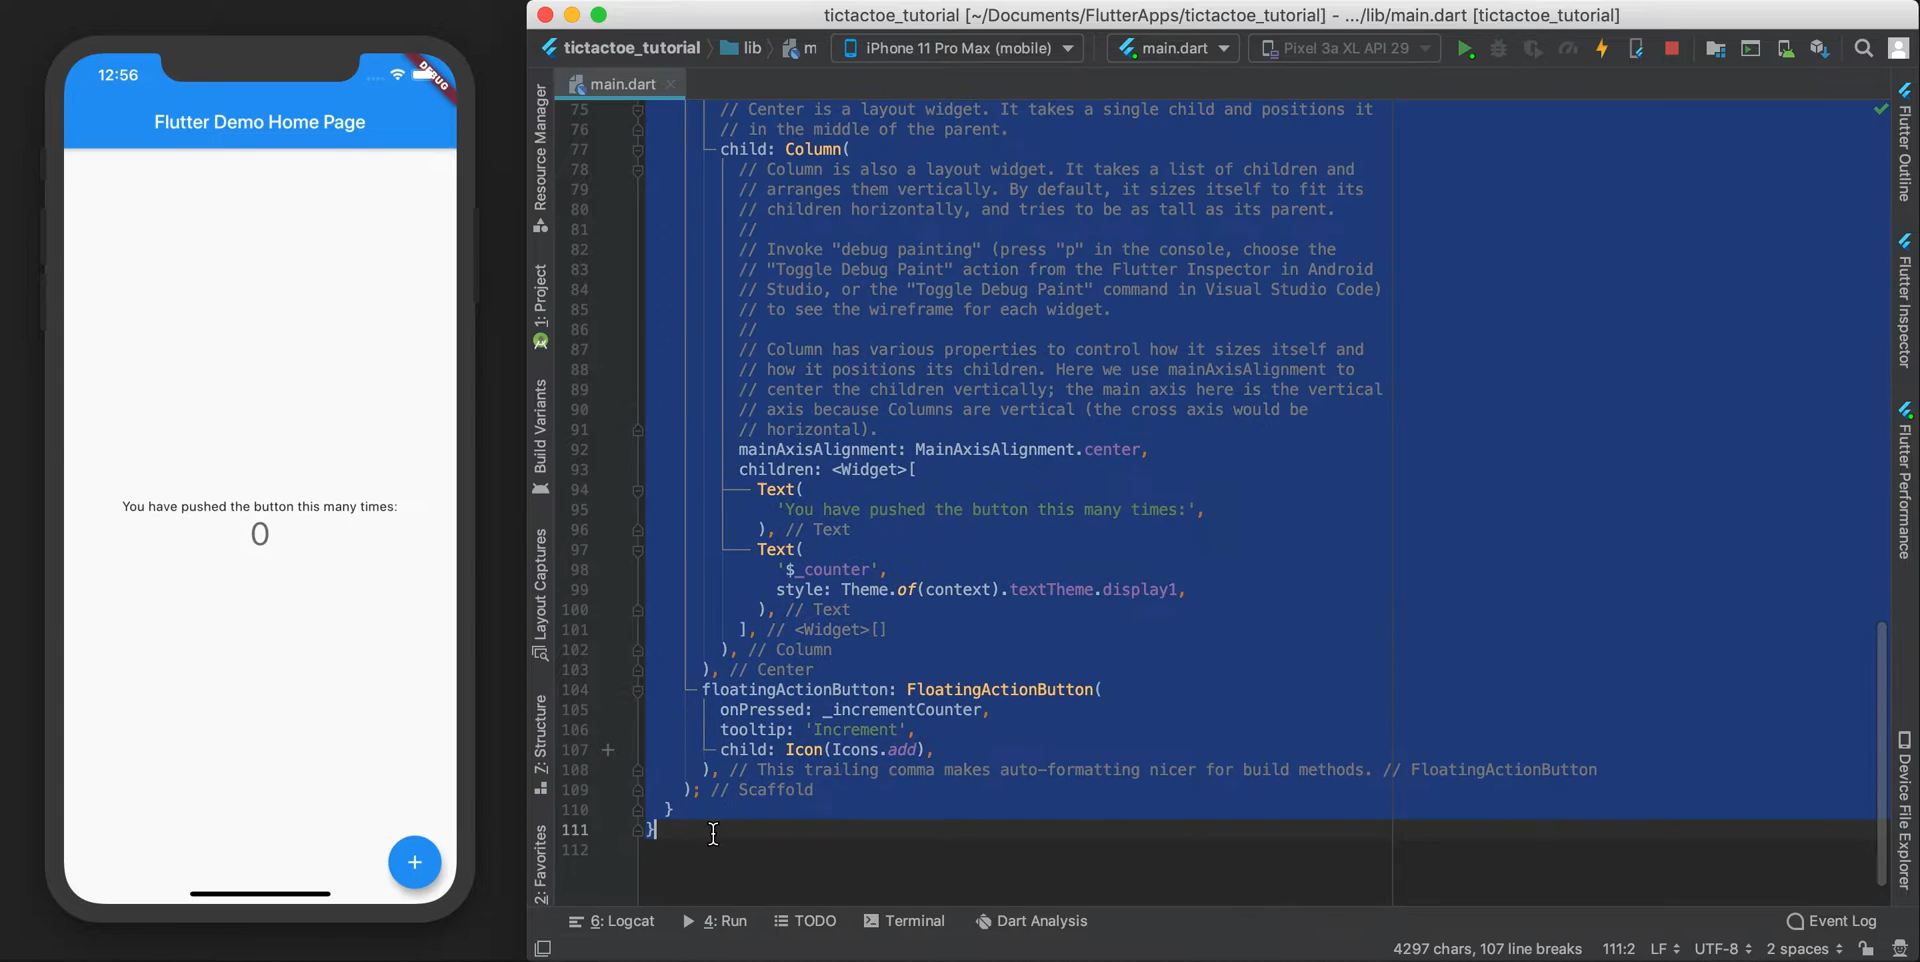 12:56
DEBUG
Flutter Demo Home Page
You have pushed the button this many times:
0
+
tictactoe_tutorial [~/Documents/FlutterApps/tictactoe_tutorial] - .../lib/main.dart [tictactoe_tutorial]
tictactoe_tutorial lib m iPhone 11 Pro Max (mobile) main.dart Pixel 3a XL API 29
main.dart
Resource Manager
1: Project
Build Variants
Layout Captures
Z: Structure
2: Favorites
75 // Center is a layout widget. It takes a single child and positions it
76 // in the middle of the parent.
77 child: Column(
78 // Column is also a layout widget. It takes a list of children and
79 // arranges them vertically. By default, it sizes itself to fit its
80 // children horizontally, and tries to be as tall as its parent.
81 //
82 // Invoke "debug painting" (press "p" in the console, choose the
83 // "Toggle Debug Paint" action from the Flutter Inspector in Android
84 // Studio, or the "Toggle Debug Paint" command in Visual Studio Code)
85 // to see the wireframe for each widget.
86 //
87 // Column has various properties to control how it sizes itself and
88 // how it positions its children. Here we use mainAxisAlignment to
89 // center the children vertically; the main axis here is the vertical
90 // axis because Columns are vertical (the cross axis would be
91 // horizontal).
92 mainAxisAlignment: MainAxisAlignment.center,
93 children: <Widget>[
94 Text(
95 'You have pushed the button this many times:',
96 ), // Text
97 Text(
98 '$_counter',
99 style: Theme.of(context).textTheme.display1,
100 ), // Text
101 ], // <Widget>[]
102 ), // Column
103 ), // Center
104 floatingActionButton: FloatingActionButton(
105 onPressed: _incrementCounter,
106 tooltip: 'Increment',
107 + child: Icon(Icons.add),
108 ), // This trailing comma makes auto-formatting nicer for build methods. // FloatingActionButton
109 ); // Scaffold
110 }
111 }
112
Flutter Outline
Flutter Inspector
Flutter Performance
Device File Explorer
6: Logcat 4: Run TODO Terminal Dart Analysis Event Log
4297 chars, 107 line breaks 111:2 LF UTF-8 2 spaces